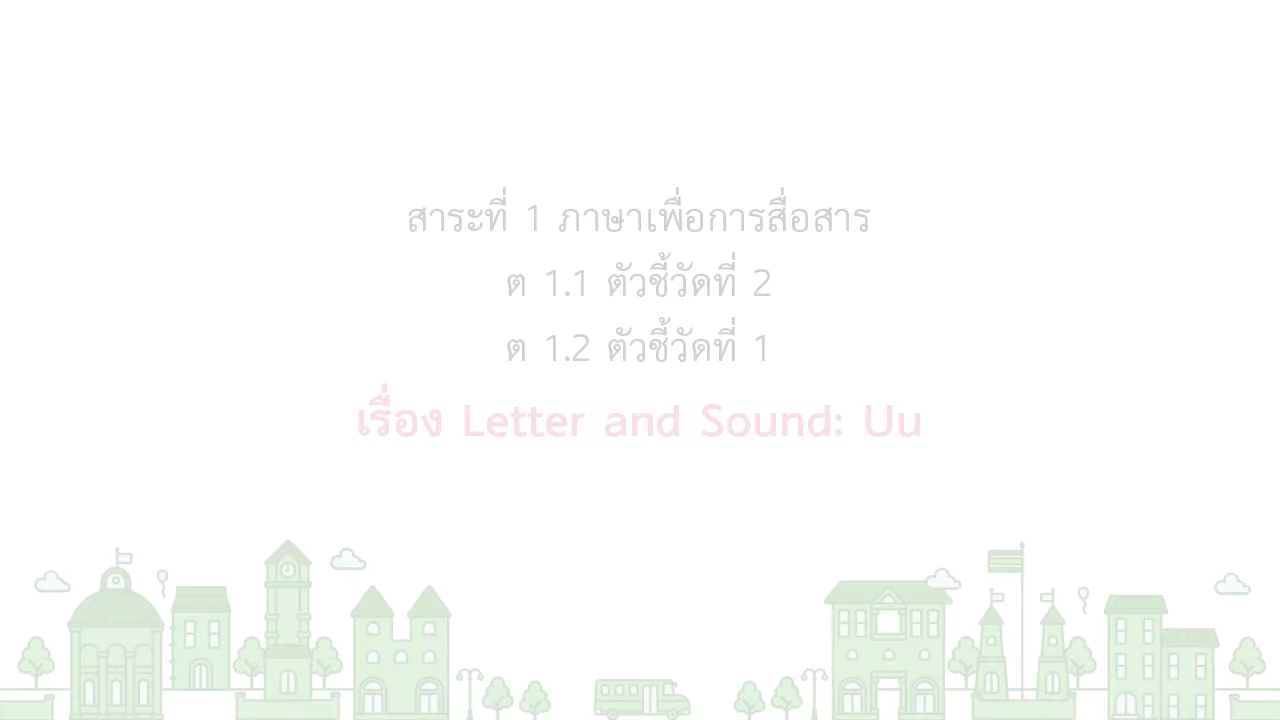 สาระที่ 1 ภาษาเพื่อการสื่อสาร
ต 1.1 ตัวชี้วัดที่ 2
ต 1.2 ตัวชี้วัดที่ 1
เรื่อง Letter and Sound: Uu